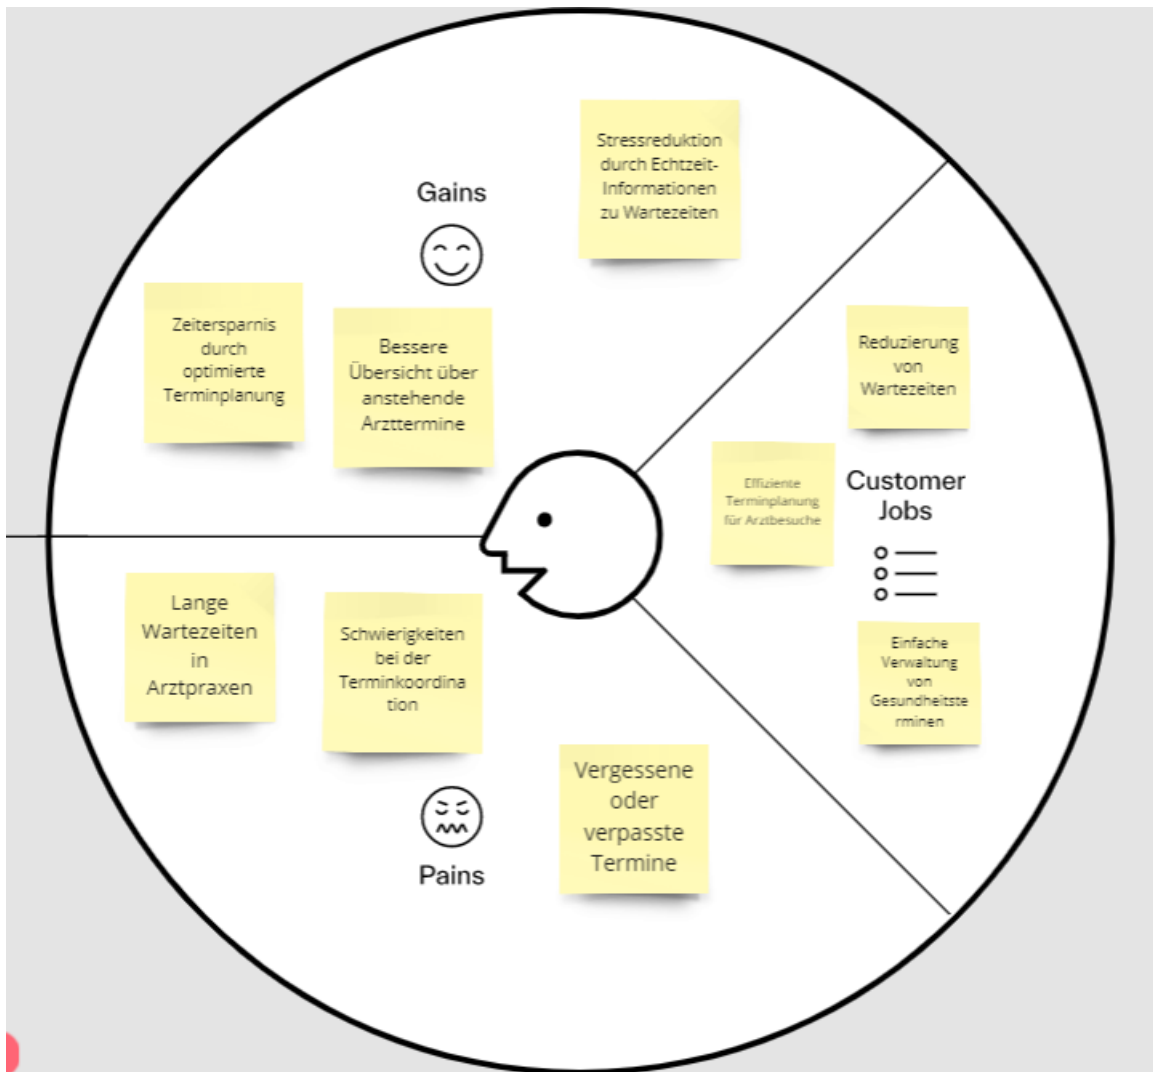 Stressreduktion
durch Echtzeit-
Informationen
zu Wartezeiten
Gains
Zeitersparnis
durch
optimierte
Terminplanung
Bessere
Übersicht über
anstehende
Arzttermine
Reduzierung
von
Wartezeiten
Effiziente
Terminplanung
für Arztbesuche
Customer
Jobs
Einfache
Verwaltung
von
Gesundheitste
rminen
Lange
Wartezeiten
in
Arztpraxen
Schwierigkeiten
bei der
Terminkoordina
tion
Vergessene
oder
verpasste
Termine
Pains